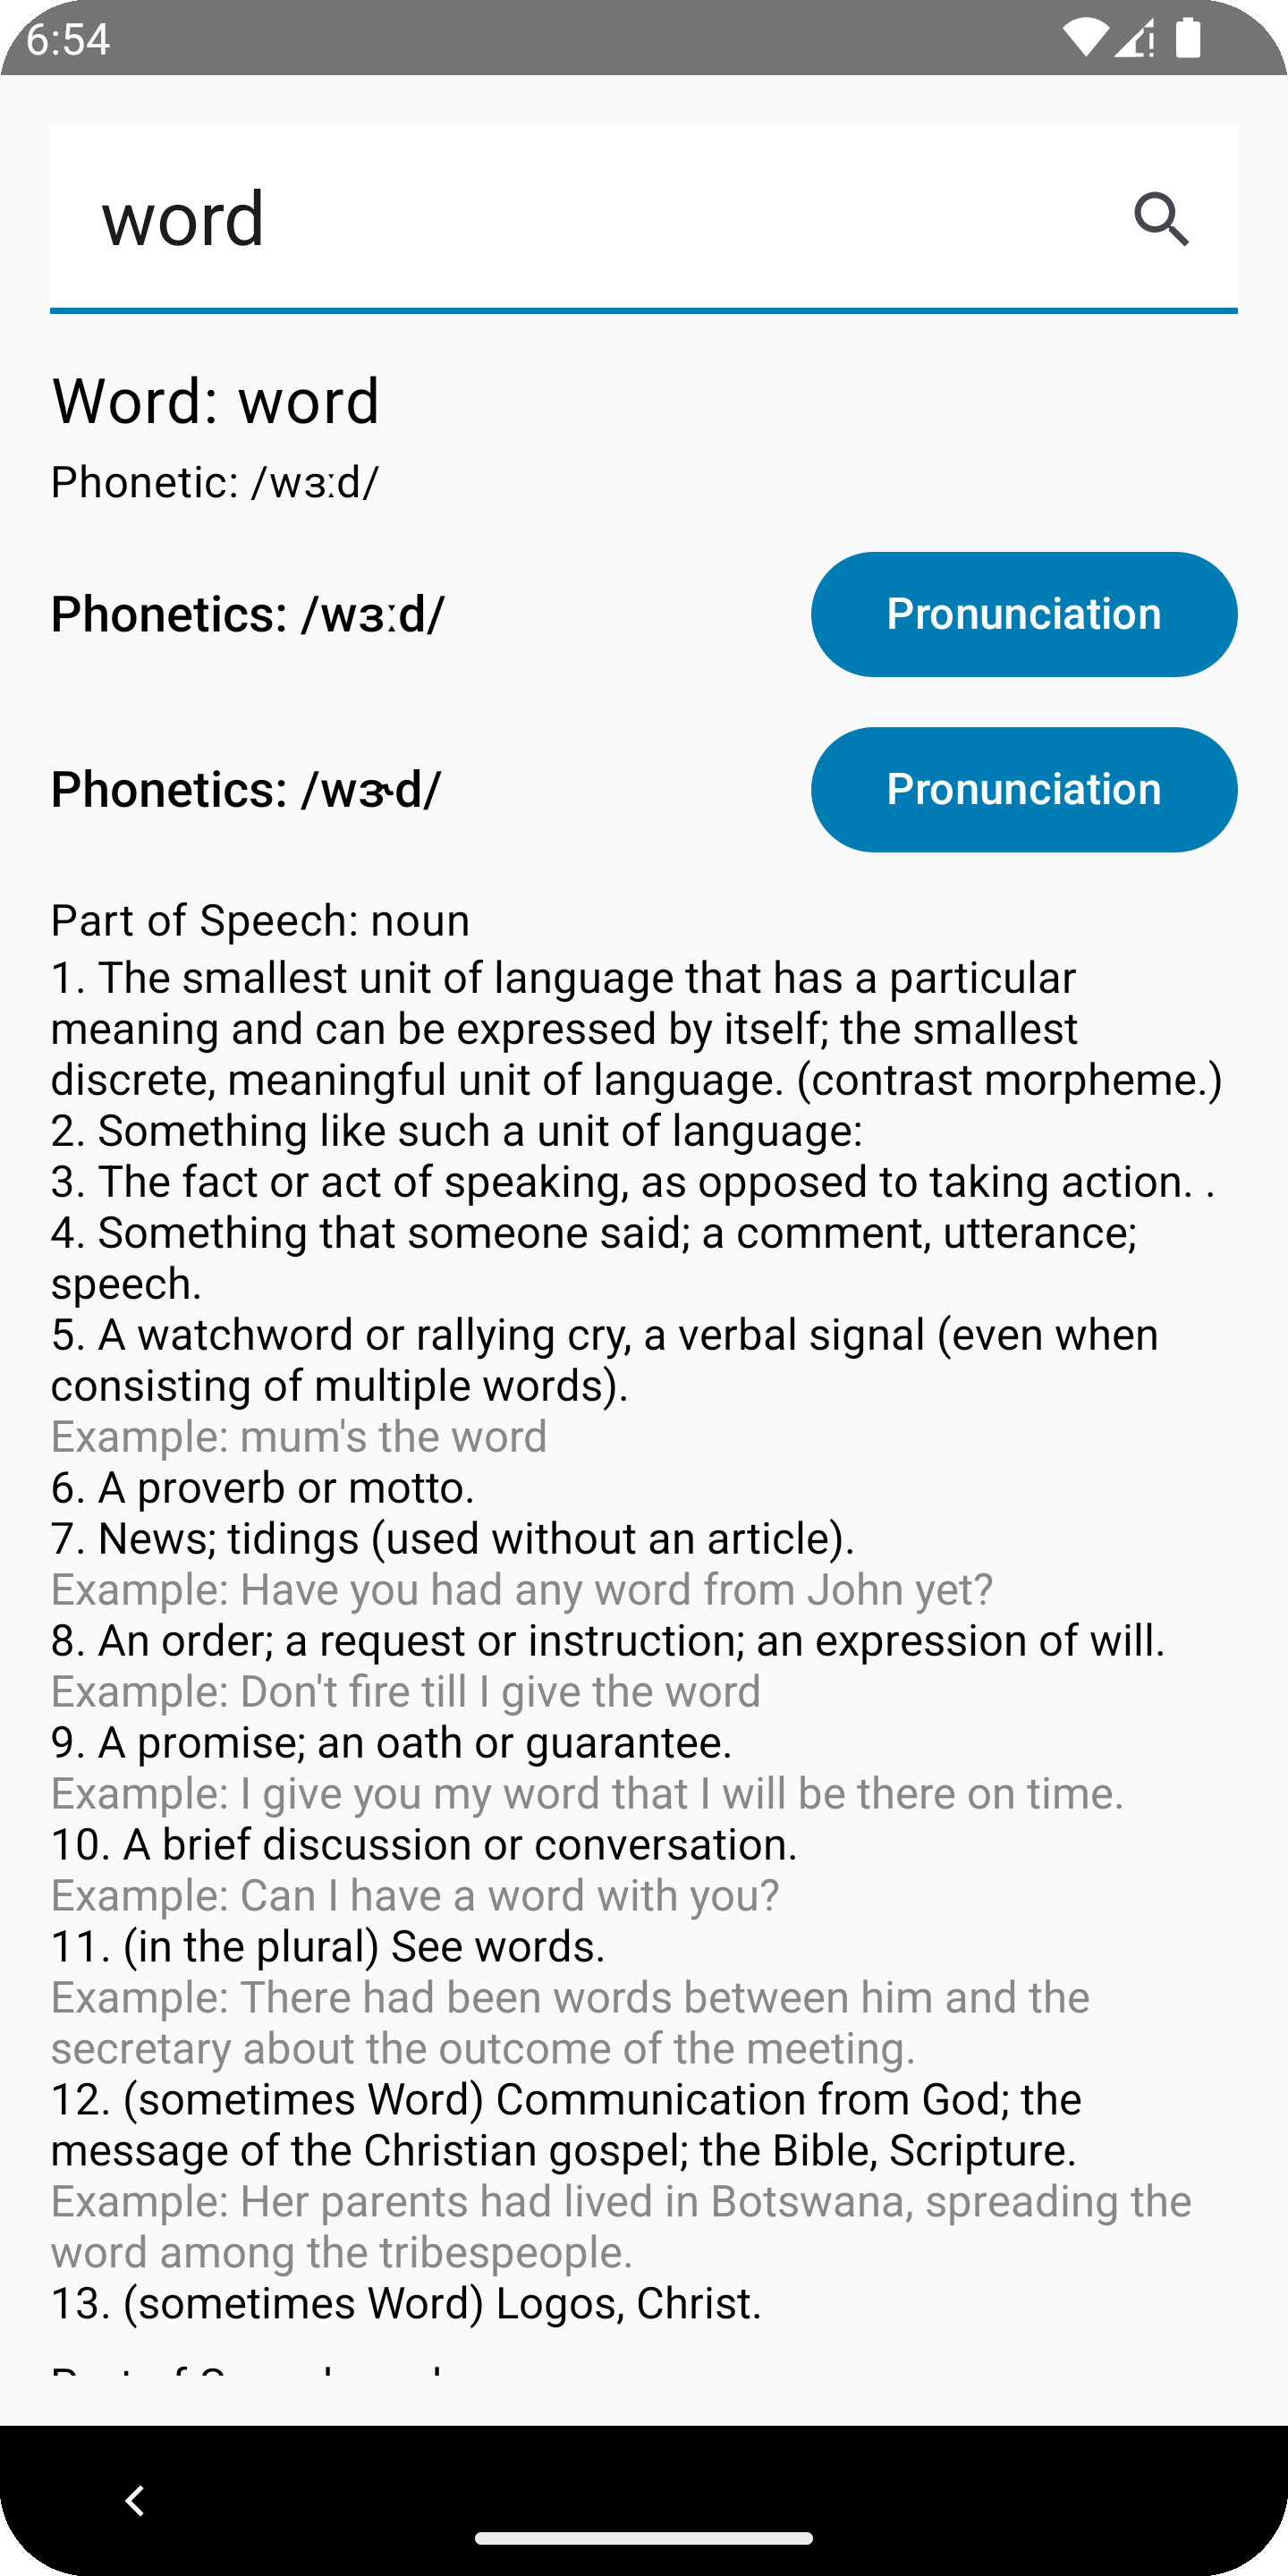 6:54
word
Word: word
Phonetic: /wɜːd/
Phonetics: /wɜːd/
Pronunciation
Phonetics: /wɝd/
Pronunciation
Part of Speech: noun
1. The smallest unit of language that has a particular
meaning and can be expressed by itself; the smallest
discrete, meaningful unit of language. (contrast morpheme.)
2. Something like such a unit of language:
3. The fact or act of speaking, as opposed to taking action. .
4. Something that someone said; a comment, utterance;
speech.
5. A watchword or rallying cry, a verbal signal (even when
consisting of multiple words).
Example: mum's the word
6. A proverb or motto.
7. News; tidings (used without an article).
Example: Have you had any word from John yet?
8. An order; a request or instruction; an expression of will.
Example: Don't fire till I give the word
9. A promise; an oath or guarantee.
Example: I give you my word that I will be there on time.
10. A brief discussion or conversation.
Example: Can I have a word with you?
11. (in the plural) See words.
Example: There had been words between him and the
secretary about the outcome of the meeting.
12. (sometimes Word) Communication from God; the
message of the Christian gospel; the Bible, Scripture.
Example: Her parents had lived in Botswana, spreading the
word among the tribespeople.
13. (sometimes Word) Logos, Christ.